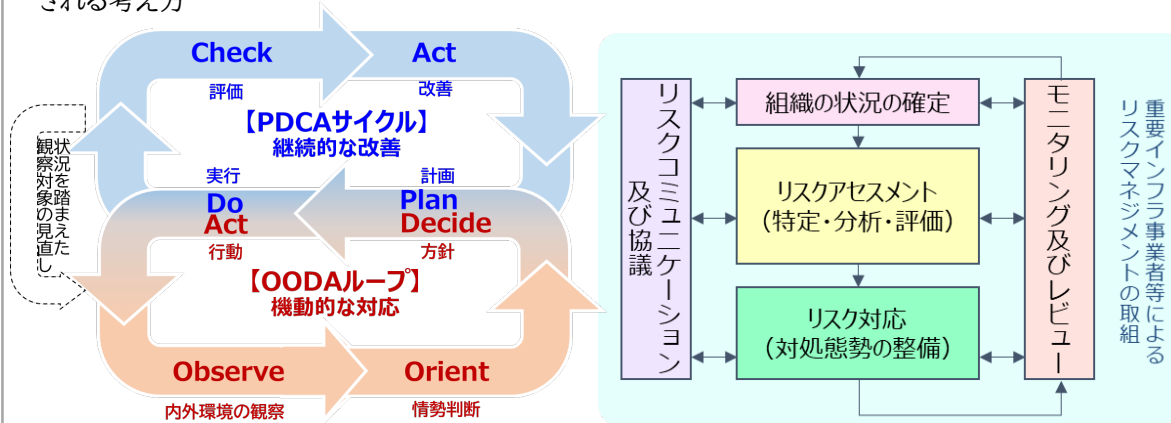 される考え方
Check
評価
Act
改善
【PDCAサイクル】
継続的な改善
実行
Do
Act
行動
計画
Plan
Decide
方針
【OODAループ】
機動的な対応
Observe
内外環境の観察
Orient
情勢判断
状況を踏まえた
観察対象の見直し
リスクコミュニケーション
及び協議
組織の状況の確定
リスクアセスメント
（特定・分析・評価）
リスク対応
（対処態勢の整備）
モニタリング及びレビュー
重要インフラ事業者等による
リスクマネジメントの取組